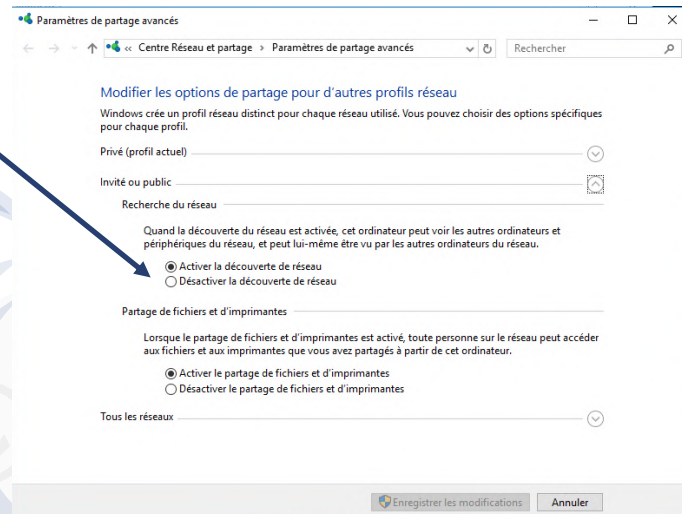 Paramètres de partage avancés
« Centre Réseau et partage > Paramètres de partage avancés
Rechercher
Modifier les options de partage pour d'autres profils réseau
Windows crée un profil réseau distinct pour chaque réseau utilisé. Vous pouvez choisir des options spécifiques
pour chaque profil.
Privé (profil actuel)
Invité ou public
Recherche du réseau
Quand la découverte du réseau est activée, cet ordinateur peut voir les autres ordinateurs et
périphériques du réseau, et peut lui-même être vu par les autres ordinateurs du réseau.
Activer la découverte de réseau
Désactiver la découverte de réseau
Partage de fichiers et d'imprimantes
Lorsque le partage de fichiers et d'imprimantes est activé, toute personne sur le réseau peut accéder
aux fichiers et aux imprimantes que vous avez partagés à partir de cet ordinateur.
Activer le partage de fichiers et d'imprimantes
Désactiver le partage de fichiers et d'imprimantes
Tous les réseaux
Enregistrer les modifications
Annuler